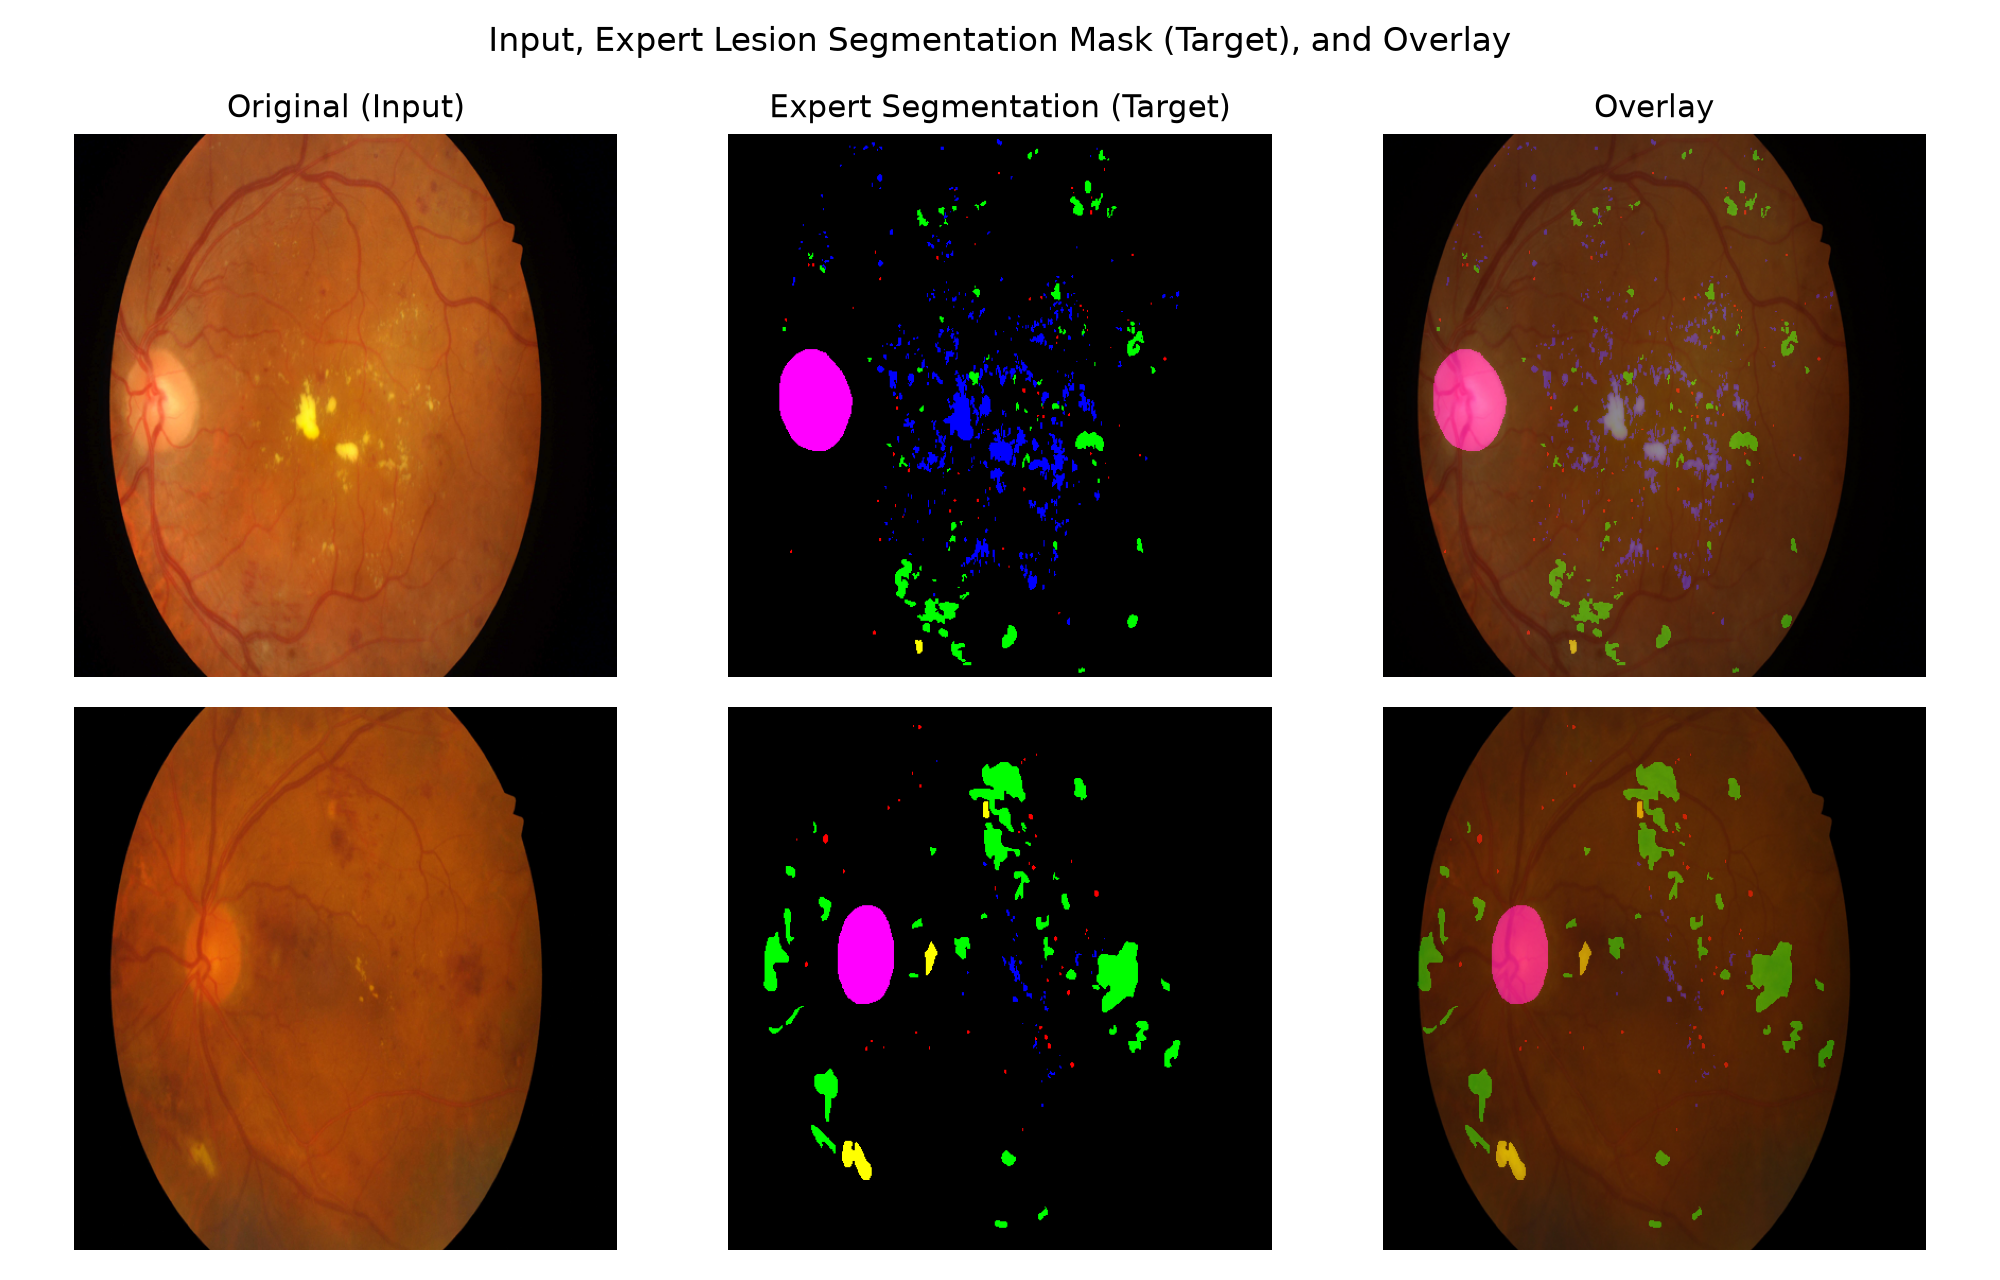 Input, Expert Lesion Segmentation Mask (Target), and Overlay
Original (Input)
Expert Segmentation (Target)
Overlay